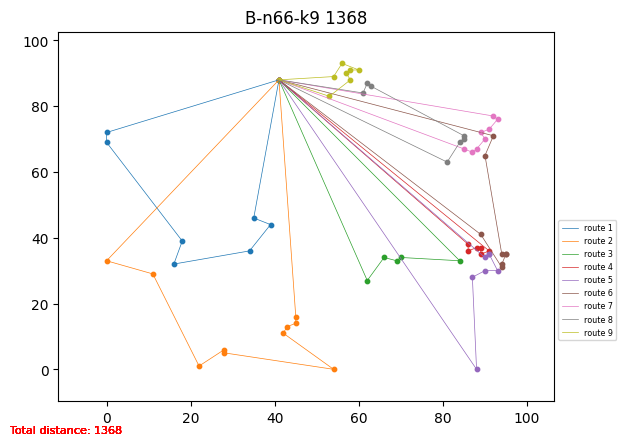 B-n66-k9 1368
100
80
60
40
20
0
0 20 40 60 80 100
route 1
route 2
route 3
route 4
route 5
route 6
route 7
route 8
route 9
Total distance: 1368